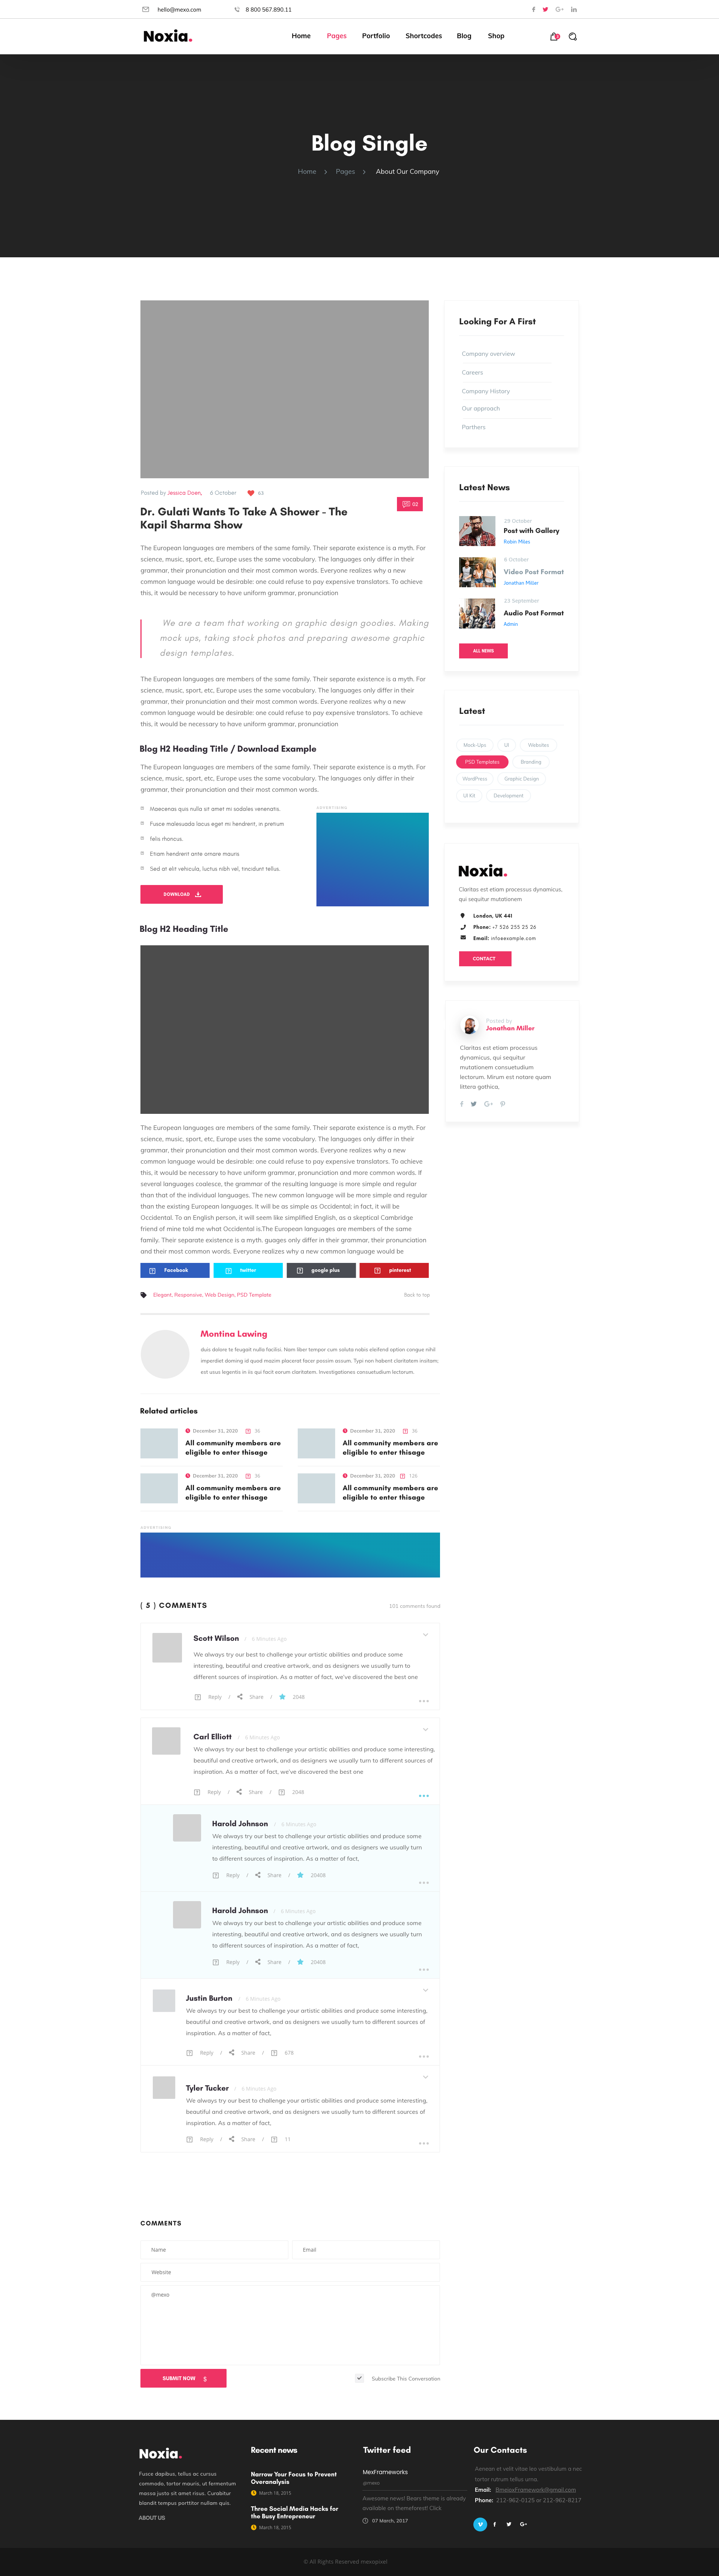 hello@mexo.com
8 800 567.890.11
Noxia.
Home Pages Portfolio Shortcodes Blog Shop
Blog Single
Home > Pages > About Our Company
Posted by Jessica Doen, 6 October 63
02
Dr. Gulati Wants To Take A Shower - The
Kapil Sharma Show
The European languages are members of the same family. Their separate existence is a myth. For
science, music, sport, etc, Europe uses the same vocabulary. The languages only differ in their
grammar, their pronunciation and their most common words. Everyone realizes why a new
common language would be desirable: one could refuse to pay expensive translators. To achieve
this, it would be necessary to have uniform grammar, pronunciation
We are a team that working on graphic design goodies. Making
mock ups, taking stock photos and preparing awesome graphic
design templates.
The European languages are members of the same family. Their separate existence is a myth. For
science, music, sport, etc, Europe uses the same vocabulary. The languages only differ in their
grammar, their pronunciation and their most common words. Everyone realizes why a new
common language would be desirable: one could refuse to pay expensive translators. To achieve
this, it would be necessary to have uniform grammar, pronunciation
Blog H2 Heading Title / Download Example
The European languages are members of the same family. Their separate existence is a myth. For
science, music, sport, etc, Europe uses the same vocabulary. The languages only differ in their
grammar, their pronunciation and their most common words.
Maecenas quis nulla sit amet mi sodales venenatis.
Fusce malesuada lacus eget mi hendrerit, in pretium
felis rhoncus.
Etiam hendrerit ante ornare mauris
Sed at elit vehicula, luctus nibh vel, tincidunt tellus.
DOWNLOAD
ADVERTISING
Blog H2 Heading Title
The European languages are members of the same family. Their separate existence is a myth. For
science, music, sport, etc, Europe uses the same vocabulary. The languages only differ in their
grammar, their pronunciation and their most common words. Everyone realizes why a new
common language would be desirable: one could refuse to pay expensive translators. To achieve
this, it would be necessary to have uniform grammar, pronunciation and more common words. If
several languages coalesce, the grammar of the resulting language is more simple and regular
than that of the individual languages. The new common language will be more simple and regular
than the existing European languages. It will be as simple as Occidental; in fact, it will be
Occidental. To an English person, it will seem like simplified English, as a skeptical Cambridge
friend of mine told me what Occidental is.The European languages are members of the same
family. Their separate existence is a myth. guages only differ in their grammar, their pronunciation
and their most common words. Everyone realizes why a new common language would be
Facebook
twitter
google plus
pinterest
Elegant, Responsive, Web Design, PSD Template
Back to top
Montina Lawing
duis dolore te feugait nulla facilisi. Nam liber tempor cum soluta nobis eleifend option congue nihil
imperdiet doming id quod mazim placerat facer possim assum. Typi non habent claritatem insitam;
est usus legentis in iis qui facit eorum claritatem. Investigationes consuetudium lectorum.
Related articles
December 31, 2020 36
All community members are
eligible to enter thisage
December 31, 2020 36
All community members are
eligible to enter thisage
December 31, 2020 36
All community members are
eligible to enter thisage
December 31, 2020 126
All community members are
eligible to enter thisage
ADVERTISING
( 5 ) COMMENTS
103 comments found
Scott Wilson / 6 Minutes Ago
We always try our best to challenge your artistic abilities and produce some
interesting, beautiful and creative artwork, and as designers we usually turn to
different sources of inspiration. As a matter of fact, we've discovered the best one
Reply / Share / 2048
Carl Elliott / 6 Minutes Ago
We always try our best to challenge your artistic abilities and produce some interesting,
beautiful and creative artwork, and as designers we usually turn to different sources of
inspiration. As a matter of fact, we've discovered the best one
Reply / Share / 2048
Harold Johnson / 6 Minutes Ago
We always try our best to challenge your artistic abilities and produce some
interesting, beautiful and creative artwork, and as designers we usually turn
to different sources of inspiration. As a matter of fact,
Reply / Share / 20408
Harold Johnson / 6 Minutes Ago
We always try our best to challenge your artistic abilities and produce some
interesting, beautiful and creative artwork, and as designers we usually turn
to different sources of inspiration. As a matter of fact,
Reply / Share / 20408
Justin Burton / 6 Minutes Ago
We always try our best to challenge your artistic abilities and produce some interesting,
beautiful and creative artwork, and as designers we usually turn to different sources of
inspiration. As a matter of fact,
Reply / Share / 678
Tyler Tucker / 6 Minutes Ago
We always try our best to challenge your artistic abilities and produce some interesting,
beautiful and creative artwork, and as designers we usually turn to different sources of
inspiration. As a matter of fact,
Reply / Share / 11
COMMENTS
Name
Email
Website
@mexo
SUBMIT NOW
Subscribe This Conversation
Looking For A First
Company overview
Careers
Company History
Our approach
Parthers
Latest News
28 October
Post with Gallery
Robin Miles
6 October
Video Post Format
Jonathan Miller
23 September
Audio Post Format
Admin
ALL NEWS
Latest
Mock-Ups UI Websites
PSD Templates Branding
WordPress Graphic Design
UI Kit Development
Noxia.
Claritas est etiam processus dynamicus,
qui sequitur mutationem
London, UK 441
Phone: +7 526 255 25 26
Email: infoeexample.com
CONTACT
Posted by
Jonathan Miller
Claritas est etiam processus
dynamicus, qui sequitur
mutationem consuetudium
lectorum. Mirum est notare quam
littera gothica,
Noxia.
Fusce dapibus, tellus ac cursus
commodo, tortor mauris, ut fermentum
massa justo sit amet risus. Curabitur
blandit tempus porttitor nullam quis.
ABOUT US
Recent news
Narrow Your Focus to Prevent
Overanalysis
March 18, 2015
Three Social Media Hacks for
the Busy Entrepreneur
March 18, 2015
Twitter feed
MexFrameworks
@mexo
Awesome news! Bears theme is already
available on themeforest! Click
07 March, 2017
Our Contacts
Aenean et velit vitae leo vestibulum a nec
tortor rutrum tellus urna.
Phone: 212-962-0125 or 212-962-8217
© All Rights Reserved mexopixel